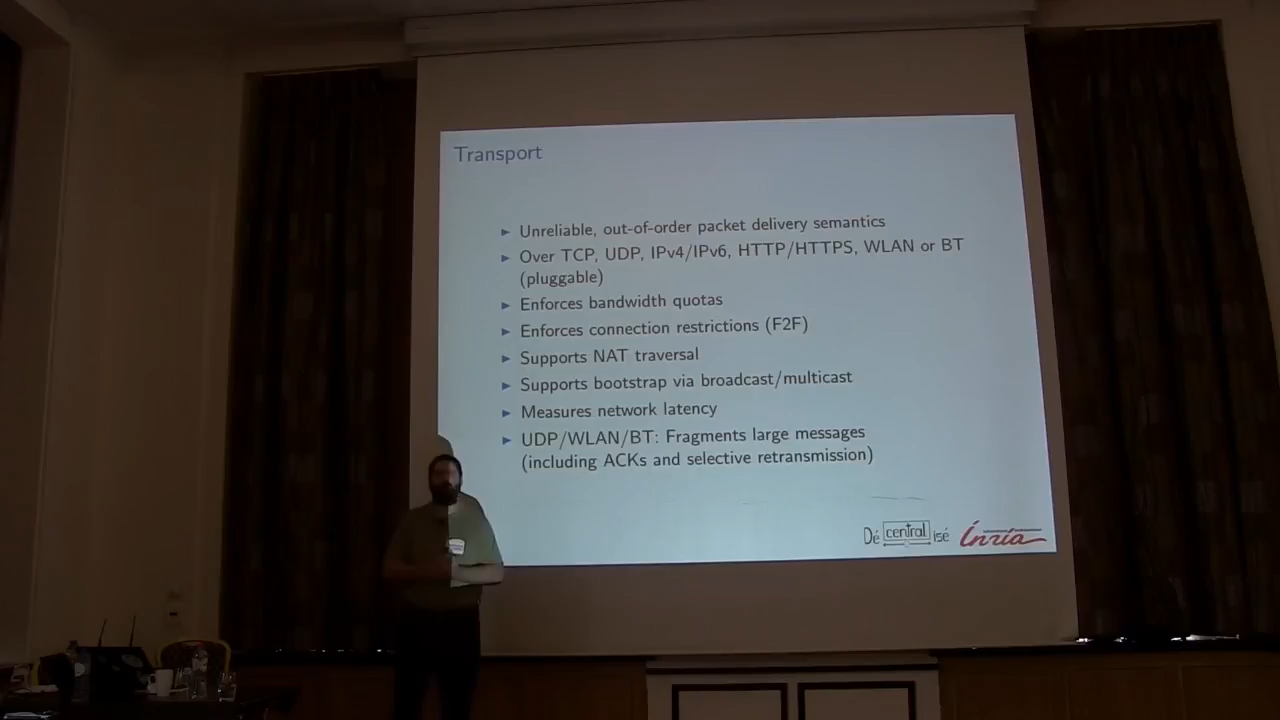 Transport
▶ Unreliable, out-of-order packet delivery semantics
▶ Over TCP, UDP, IPv4/IPv6, HTTP/HTTPS, WLAN or BT
(pluggable)
▶ Enforces bandwidth quotas
▶ Enforces connection restrictions (F2F)
▶ Supports NAT traversal
▶ Supports bootstrap via broadcast/multicast
▶ Measures network latency
▶ UDP/WLAN/BT: Fragments large messages
(including ACKs and selective retransmission)
Dé central isé Inria